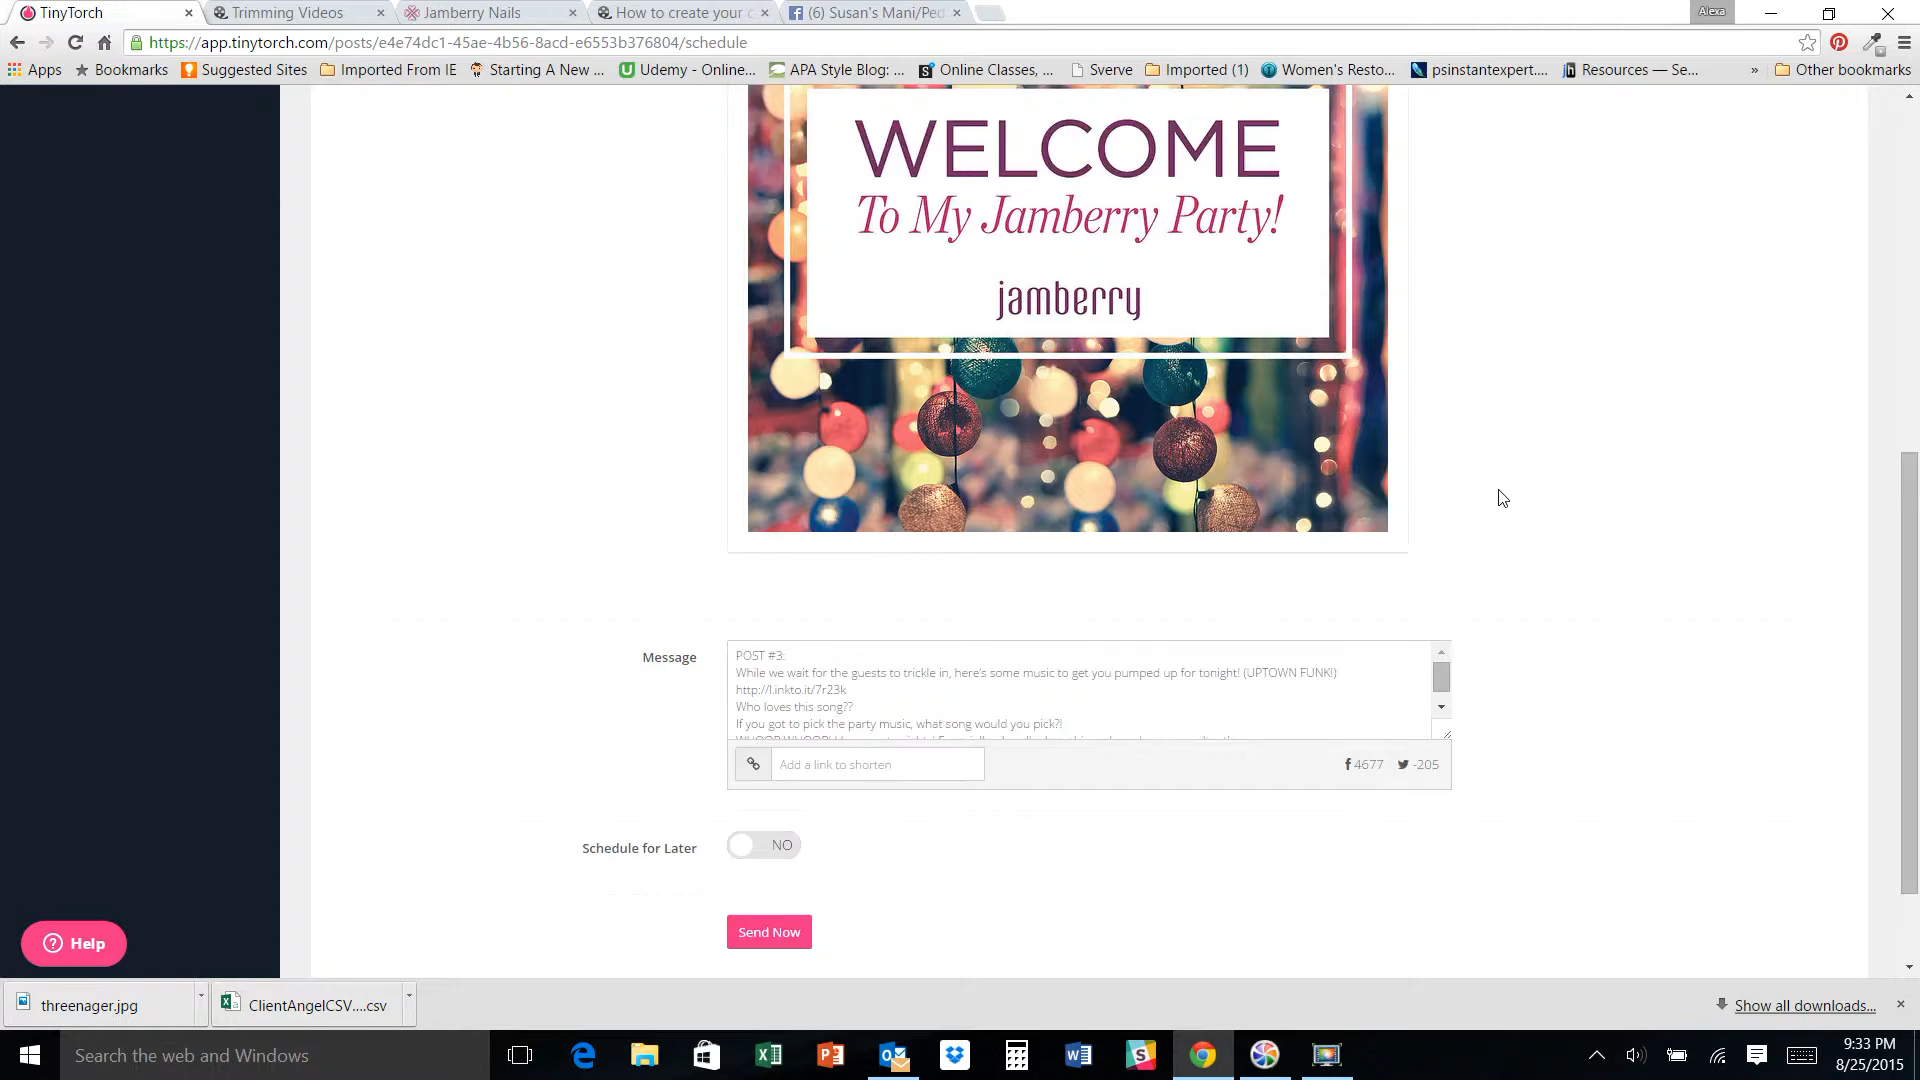 TinyTorch
Trimming Videos
Jamberry Nails
How to create your c
(6) Susan's Mani/Ped
Alexa
https://app.tinytorch.com/posts/e4e74dc1-45ae-4b56-8acd-e6553b376804/schedule
Apps
Bookmarks
Suggested Sites
Imported From IE
Starting A New ...
Udemy - Online...
APA Style Blog: ...
Online Classes, ...
Sverve
Imported (1)
Women's Resto...
psinstantexpert....
Resources — Se...
»
Other bookmarks
WELCOME
To My Jamberry Party!
jamberry
Message
POST #3:
While we wait for the guests to trickle in, here's some music to get you pumped up for tonight! (UPTOWN FUNK!)
http://l.inkto.it/7r23k
Who loves this song??
If you got to pick the party music, what song would you pick?!
Add a link to shorten
4677
-205
Schedule for Later
NO
Send Now
Help
threenager.jpg
ClientAngelCSV....csv
Show all downloads...
Search the web and Windows
9:33 PM
8/25/2015